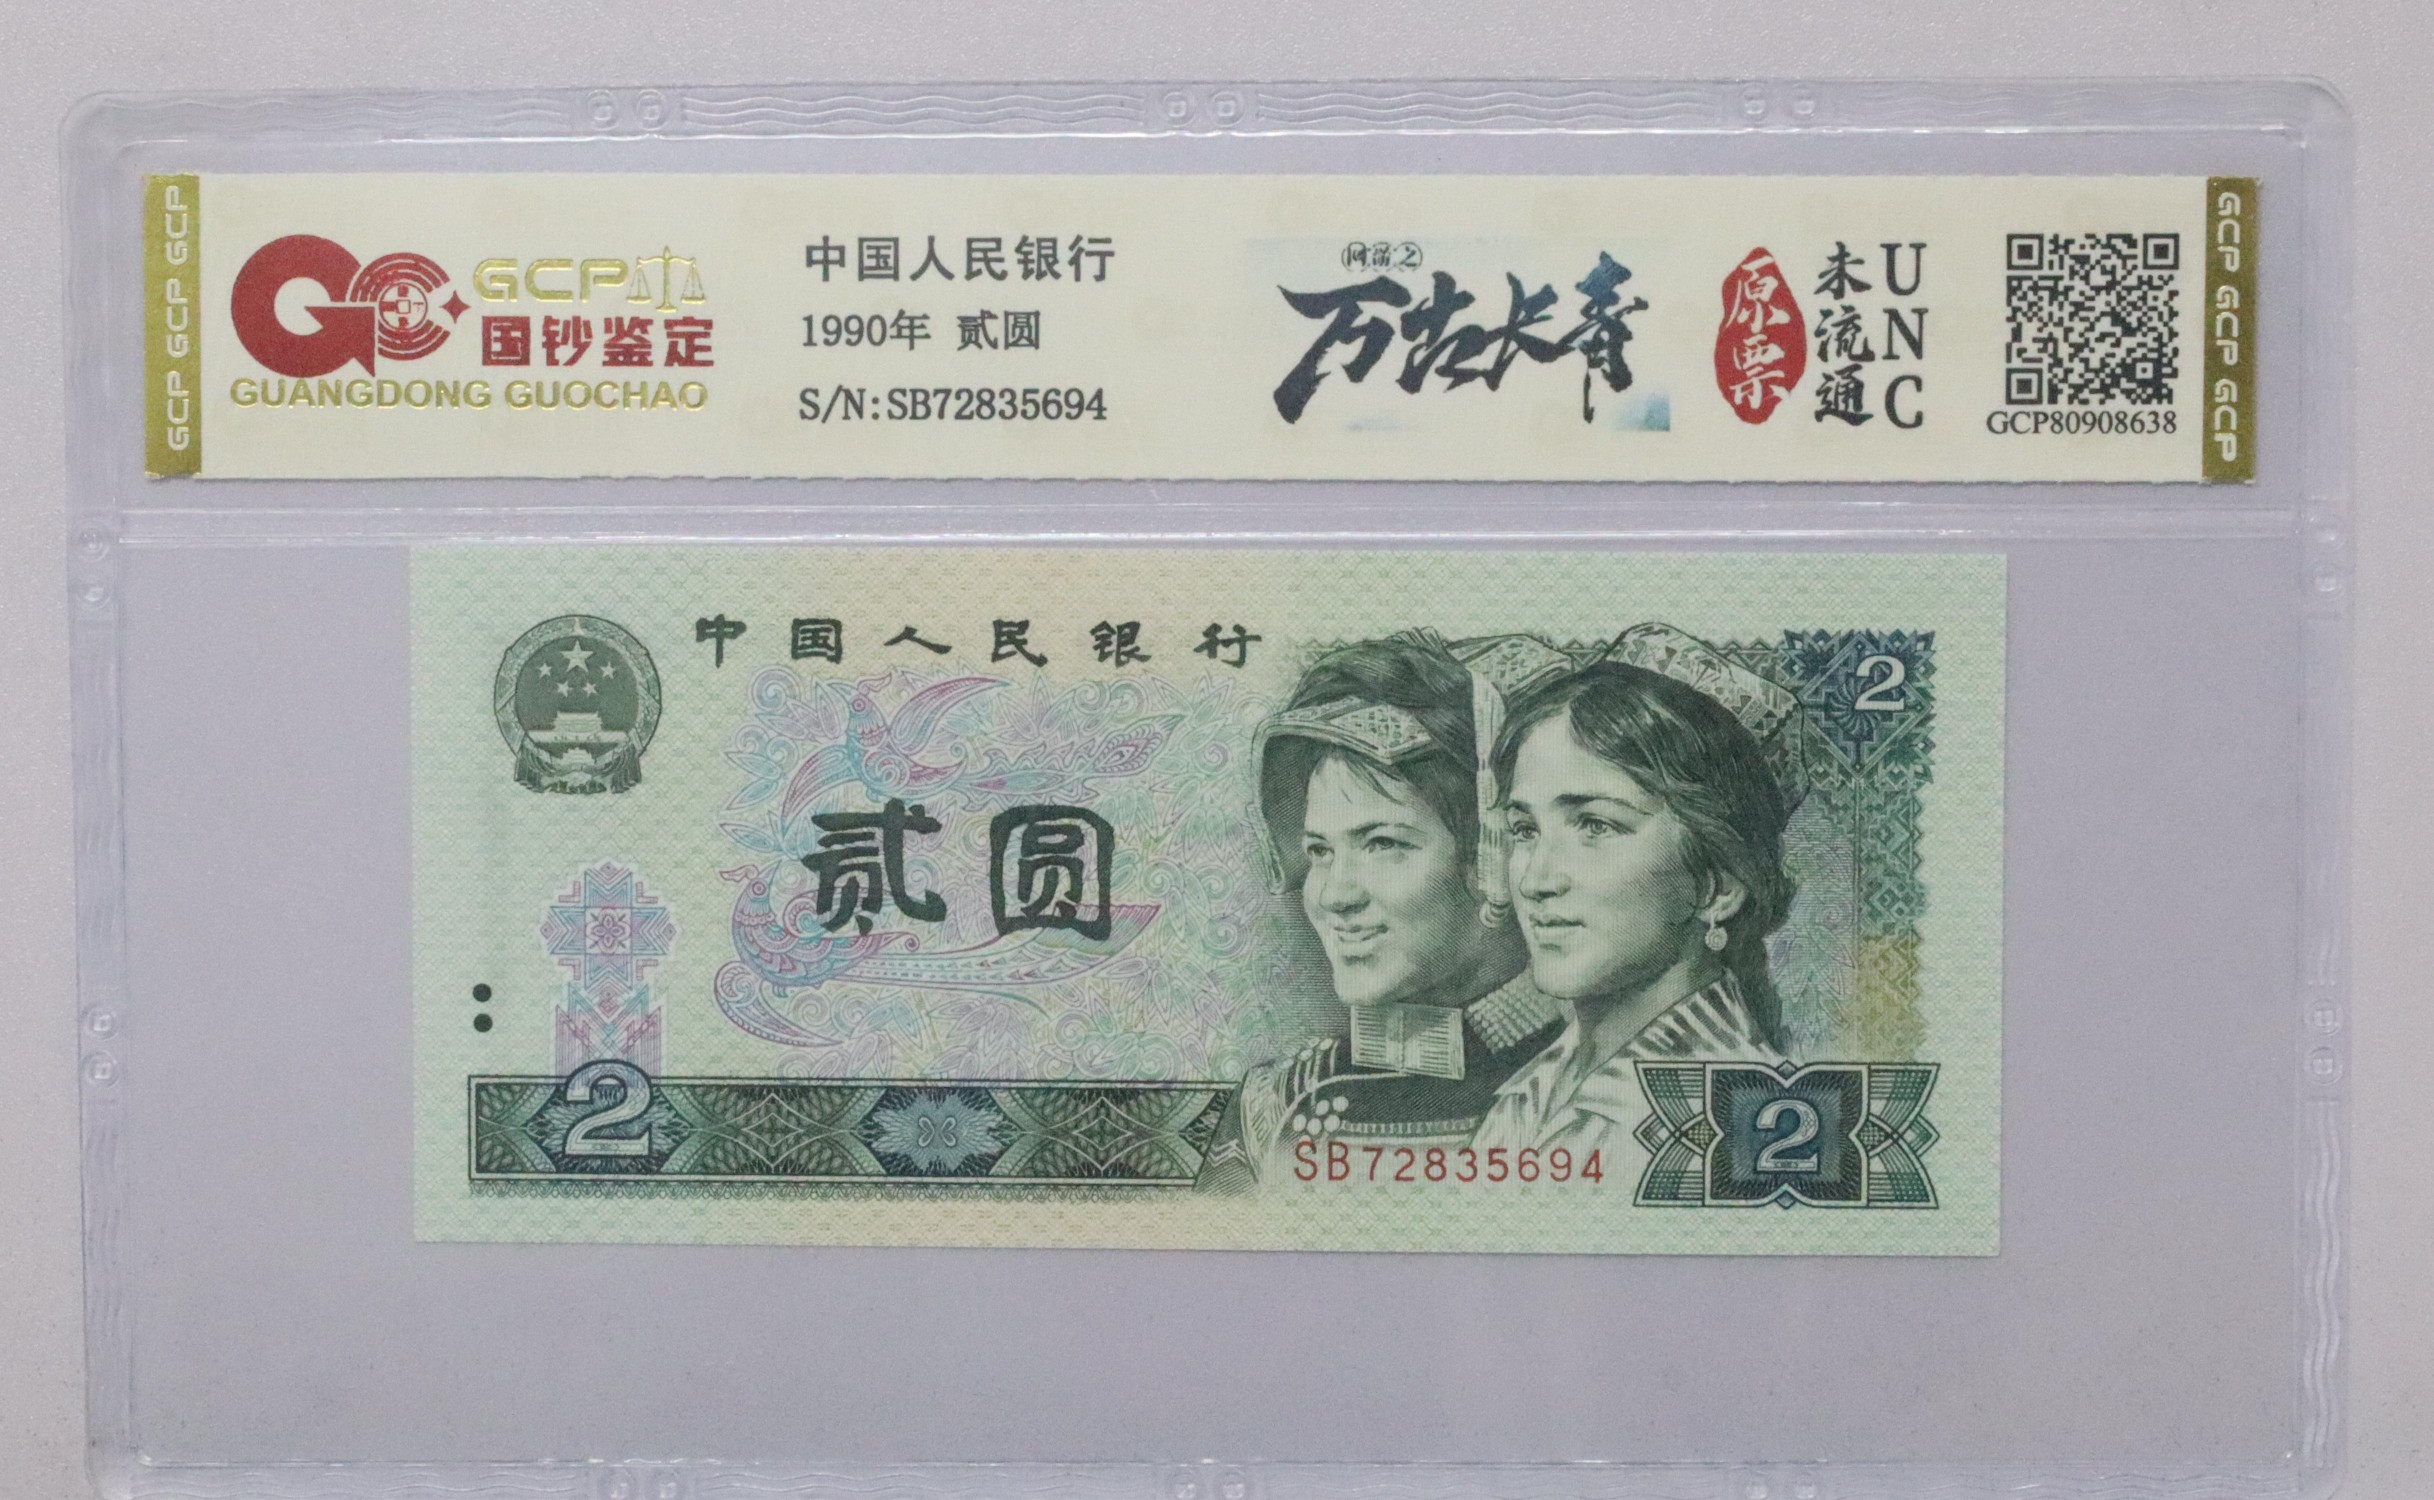 GCP GCP GCP
GCP
国钞鉴定
GUANGDONG GUOCHAO
中国人民银行
1990年 贰圆
S/N:SB72835694
万古长青
原票
未流通
UNC
GCP80908638
GCP GCP GCP
中国人民银行
2
贰圆
2
SB72835694
2